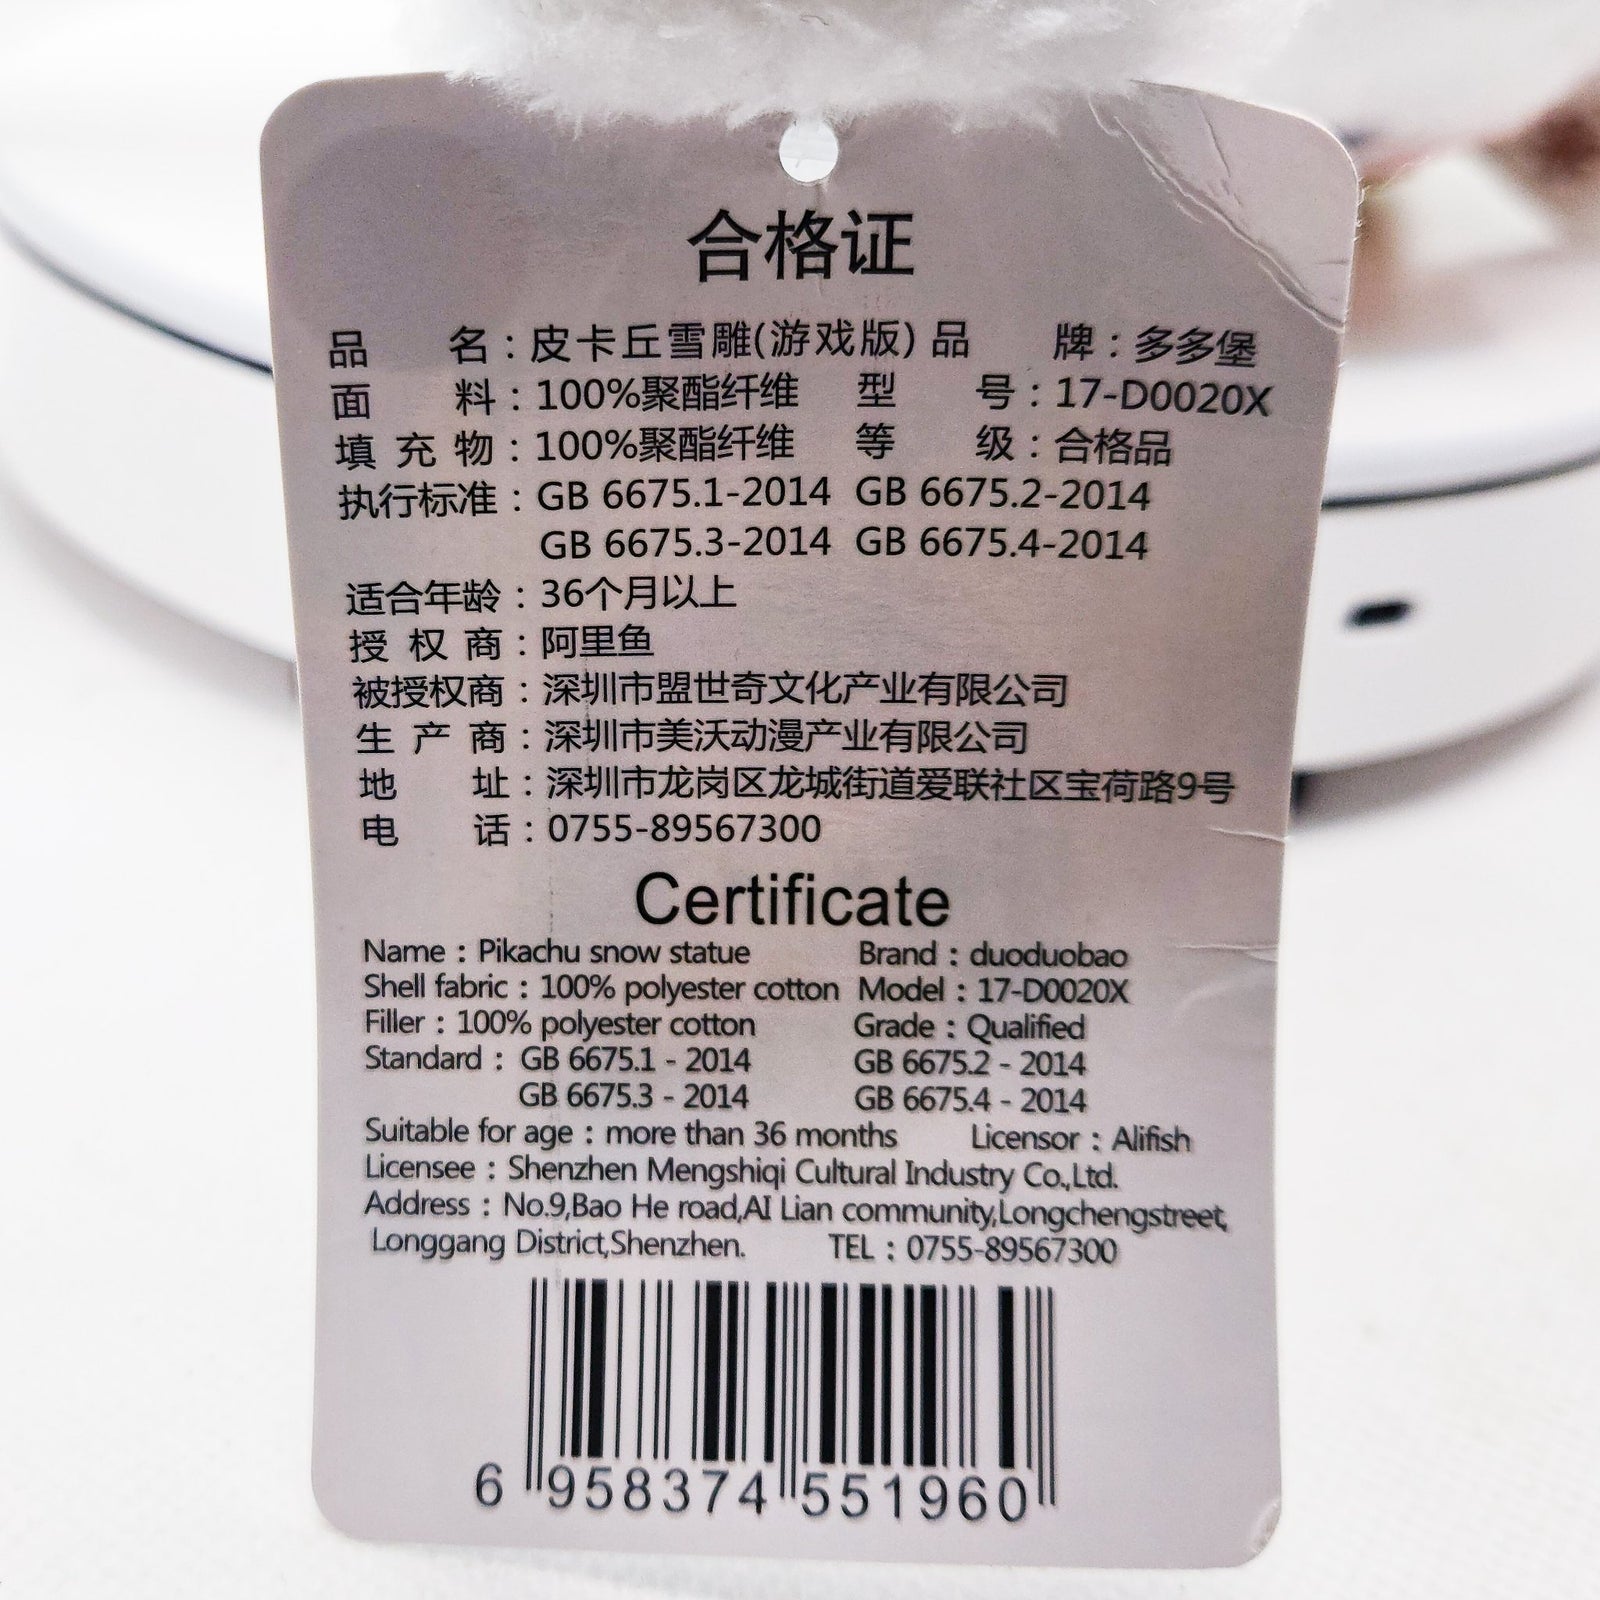 合格证
品 名：皮卡丘雪雕(游戏版) 品 牌：多多堡
面 料：100%聚酯纤维 型 号：17-D0020X
填 充 物：100%聚酯纤维 等 级：合格品
执行标准：GB 6675.1-2014 GB 6675.2-2014
GB 6675.3-2014 GB 6675.4-2014
适合年龄：36个月以上
授 权 商：阿里鱼
被授权商：深圳市盟世奇文化产业有限公司
生 产 商：深圳市美沃动漫产业有限公司
地 址：深圳市龙岗区龙城街道爱联社区宝荷路9号
电 话：0755-89567300
Certificate
Name：Pikachu snow statue Brand：duoduobao
Shell fabric：100% polyester cotton Model：17-D0020X
Filler：100% polyester cotton Grade：Qualified
Standard：GB 6675.1 - 2014 GB 6675.2 - 2014
GB 6675.3 - 2014 GB 6675.4 - 2014
Suitable for age：more than 36 months Licensor：Alifish
Licensee：Shenzhen Mengshiqi Cultural Industry Co.,Ltd.
Address：No.9,Bao He road,AI Lian community,Longchengstreet,
Longgang District,Shenzhen. TEL：0755-89567300
6 958374 551960